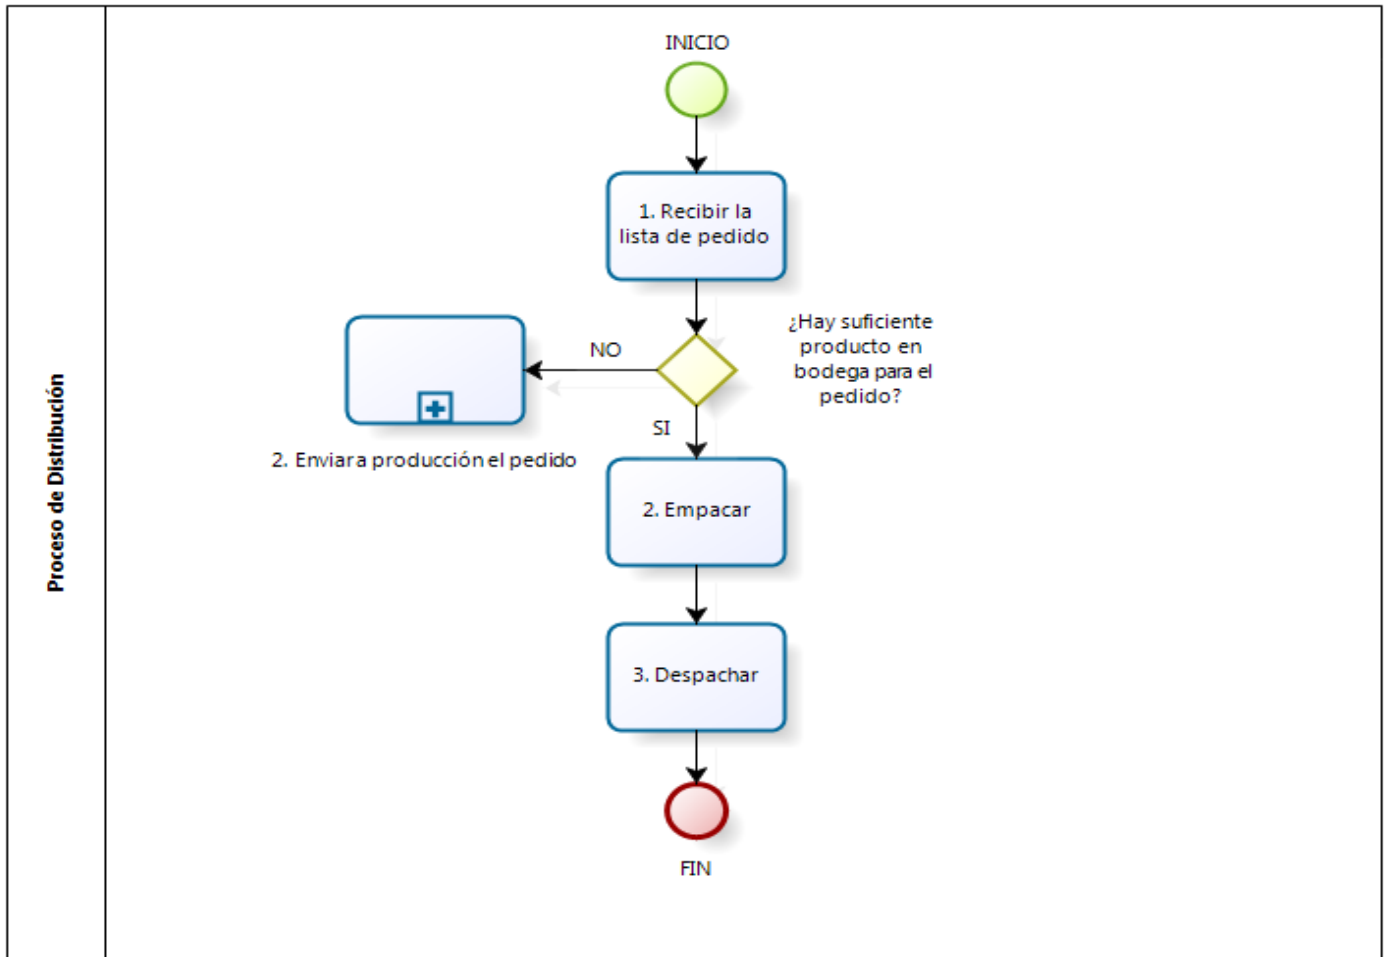 Proceso de Distribución
INICIO
1. Recibir la
lista de pedido
¿Hay suficiente
producto en
bodega para el
pedido?
NO
SI
2. Enviar a producción el pedido
2. Empacar
3. Despachar
FIN